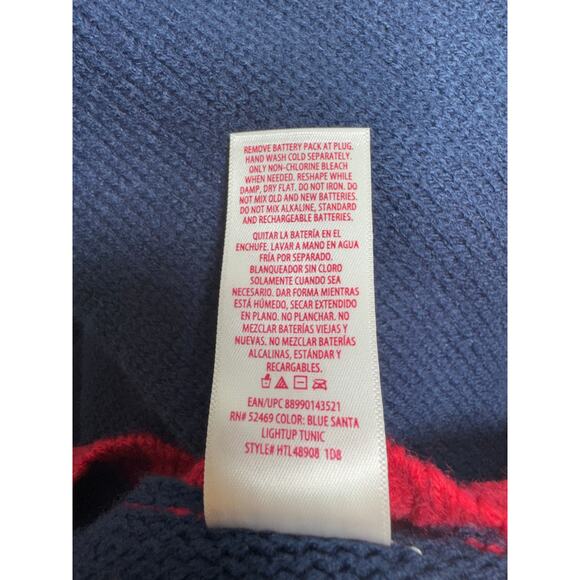 REMOVE BATTERY PACK AT PLUG.
HAND WASH COLD SEPARATELY.
ONLY NON-CHLORINE BLEACH
WHEN NEEDED. RESHAPE WHILE
DAMP, DRY FLAT. DO NOT IRON. DO
NOT MIX OLD AND NEW BATTERIES.
DO NOT MIX ALKALINE, STANDARD
AND RECHARGEABLE BATTERIES.
QUITAR LA BATERÍA EN EL
ENCHUFE. LAVAR A MANO EN AGUA
FRÍA POR SEPARADO.
BLANQUEADOR SIN CLORO
SOLAMENTE CUANDO SEA
NECESARIO. DAR FORMA MIENTRAS
ESTÁ HÚMEDO, SECAR EXTENDIDO
EN PLANO. NO PLANCHAR. NO
MEZCLAR BATERÍAS VIEJAS Y
NUEVAS. NO MEZCLAR BATERÍAS
ALCALINAS, ESTÁNDAR Y
RECARGABLES.
EAN/UPC 88990143521
RN# 52469 COLOR: BLUE SANTA
LIGHTUP TUNIC
STYLE# HTL48908 1D8